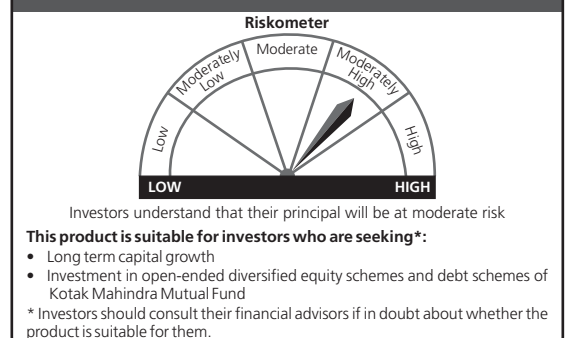 Riskometer
Low
Moderately
Low
Moderate
Moderately
High
High
LOW HIGH
Investors understand that their principal will be at moderate risk
This product is suitable for investors who are seeking*:
• Long term capital growth
• Investment in open-ended diversified equity schemes and debt schemes of
Kotak Mahindra Mutual Fund
* Investors should consult their financial advisors if in doubt about whether the
product is suitable for them.